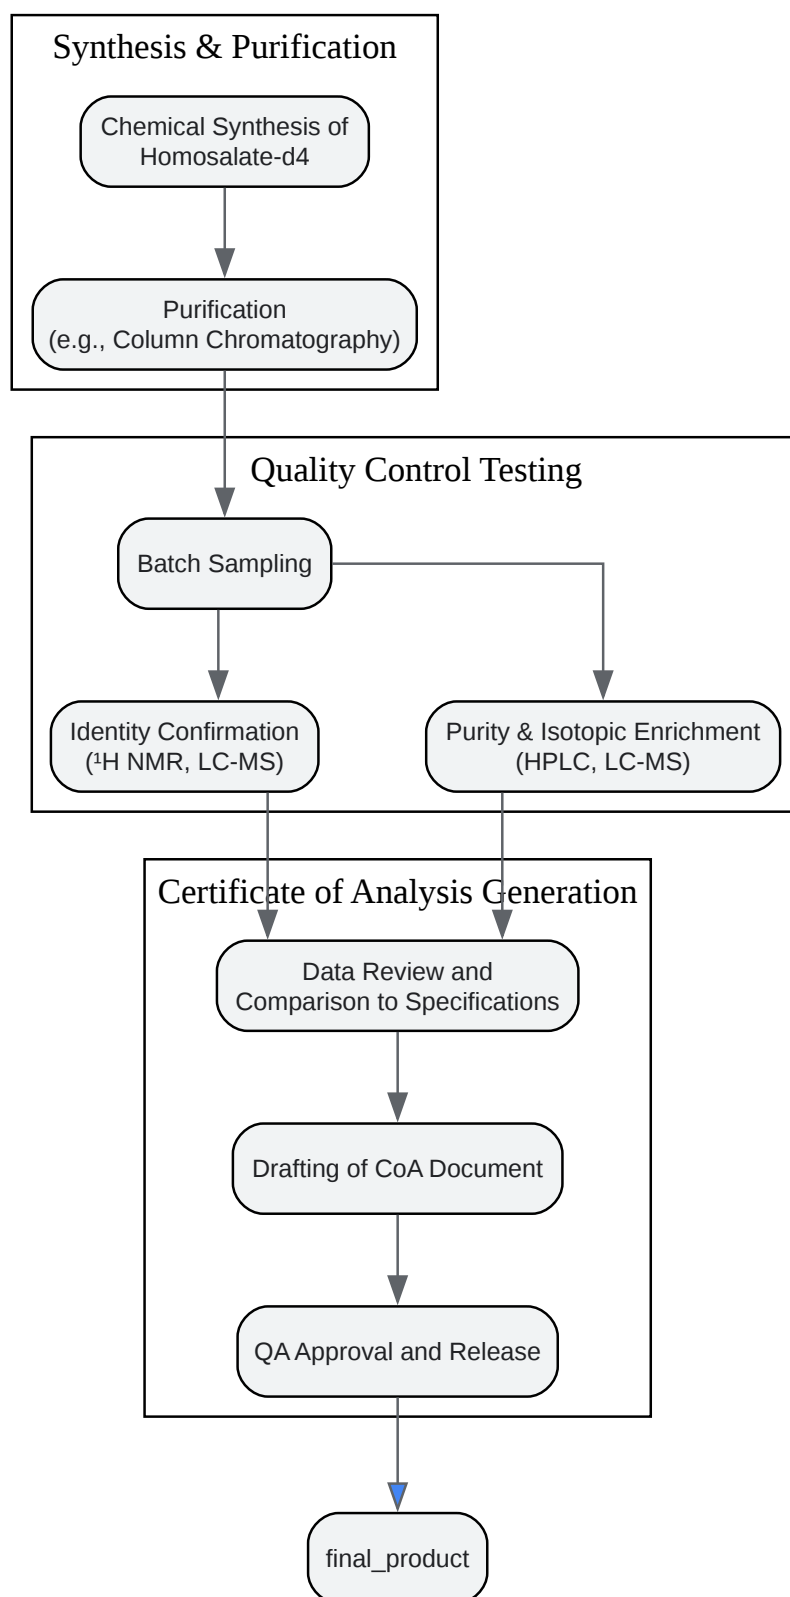 Synthesis & Purification
Chemical Synthesis of
Homosalate-d4
Purification
(e.g., Column Chromatography)
Quality Control Testing
Batch Sampling
Identity Confirmation
(¹H NMR, LC-MS)
Purity & Isotopic Enrichment
(HPLC, LC-MS)
Certificate of Analysis Generation
Data Review and
Comparison to Specifications
Drafting of CoA Document
QA Approval and Release
final_product